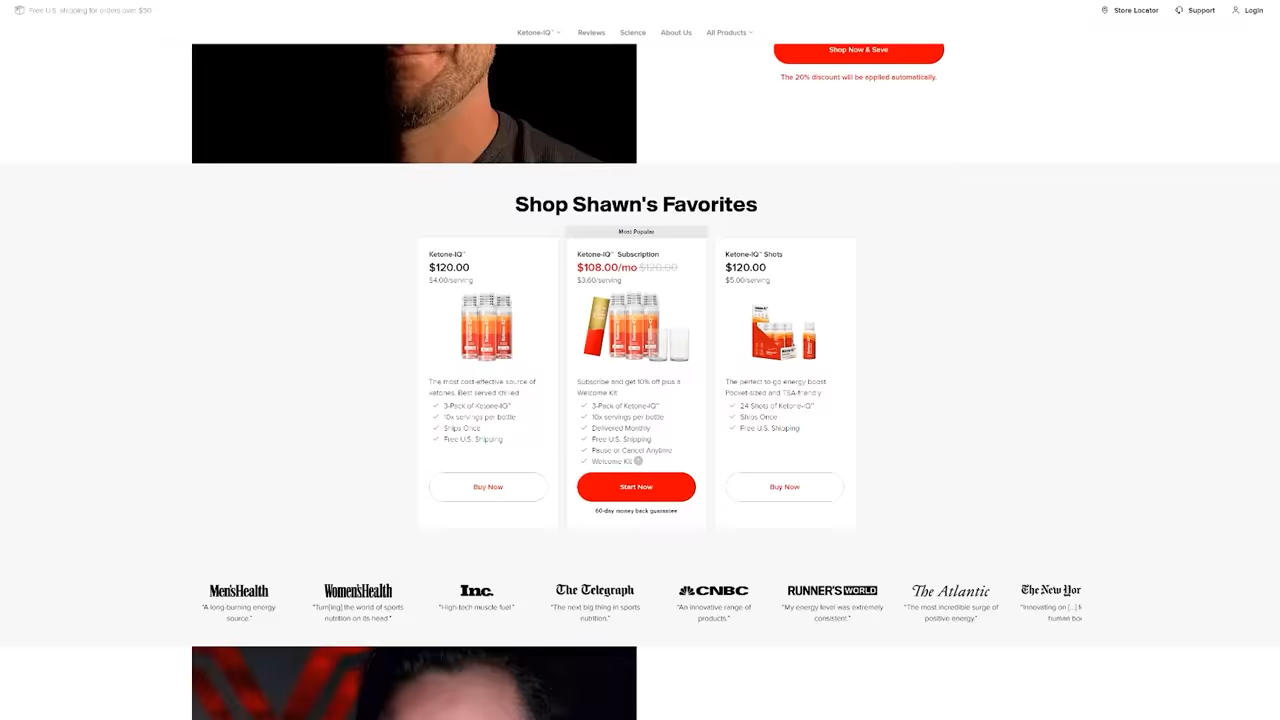 Free U.S. shipping for orders over $50
Store Locator
Support
Login
Ketone-IQ™
Reviews
Science
About Us
All Products
Shop Now & Save
The 20% discount will be applied automatically.
Shop Shawn's Favorites
Most Popular
Ketone-IQ™
$120.00
$4.00/serving
The most cost-effective source of
ketones. Best served chilled
3-Pack of Ketone-IQ™
10x servings per bottle
Ships Once
Free U.S. Shipping
Buy Now
Ketone-IQ™ Subscription
$108.00/mo $120.00
$3.60/serving
Subscribe and get 10% off plus a
Welcome Kit
3-Pack of Ketone-IQ™
10x servings per bottle
Delivered Monthly
Free U.S. Shipping
Pause or Cancel Anytime
Welcome Kit
Start Now
60-day money back guarantee
Ketone-IQ™ Shots
$120.00
$5.00/serving
The perfect to-go energy boost
Pocket-sized and TSA-friendly
24 Shots of Ketone-IQ™
Ships Once
Free U.S. Shipping
Buy Now
Men'sHealth
"A long-burning energy
source."
Women'sHealth
"Turn[ing] the world of sports
nutrition on its head."
Inc.
"High-tech muscle fuel."
The Telegraph
"The next big thing in sports
nutrition."
CNBC
"An innovative range of
products."
RUNNER'S WORLD
"My energy level was extremely
consistent."
The Atlantic
"The most incredible surge of
positive energy."
The New Yor
"Innovating on [...]
human